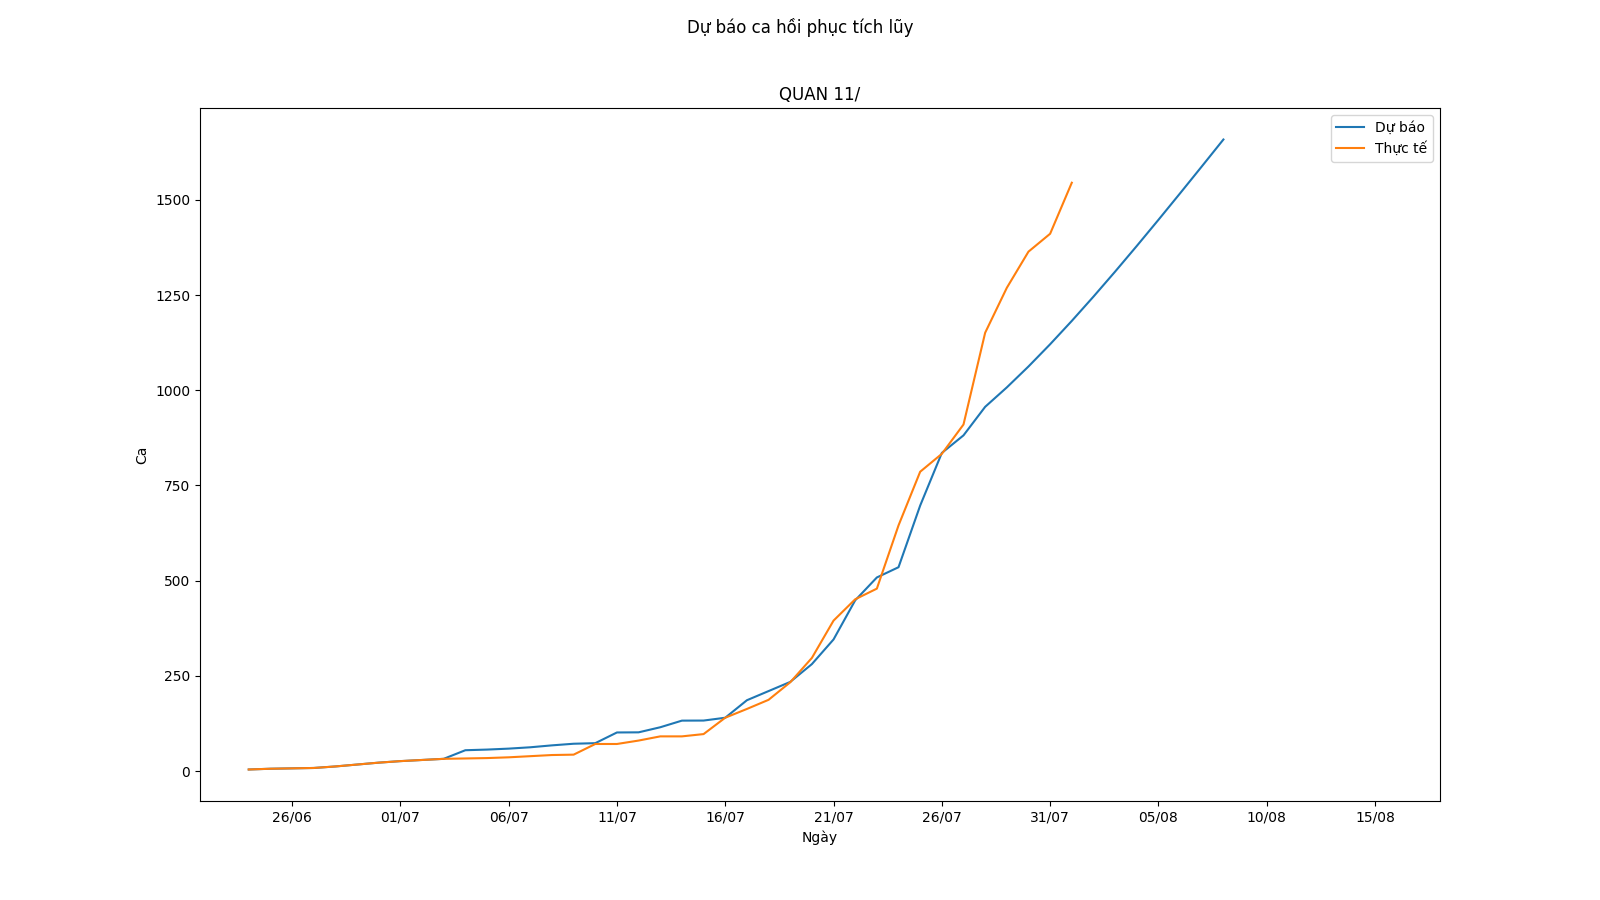 Dự báo ca hồi phục tích lũy
QUAN 11/
Dự báo
Thực tế
1500
1250
1000
750
500
250
0
Ca
26/06 01/07 06/07 11/07 16/07 21/07 26/07 31/07 05/08 10/08 15/08
Ngày